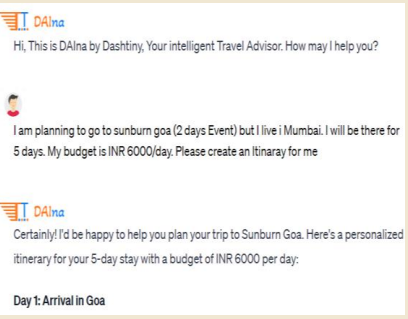 DAIna
Hi, This is DAIna by Dashtiny, Your intelligent Travel Advisor. How may I help you?
I am planning to go to sunburn goa (2 days Event) but I live i Mumbai. I will be there for
5 days. My budget is INR 6000/day. Please create an Itinaray for me
DAIna
Certainly! I'd be happy to help you plan your trip to Sunburn Goa. Here's a personalized
itinerary for your 5-day stay with a budget of INR 6000 per day:
Day 1: Arrival in Goa